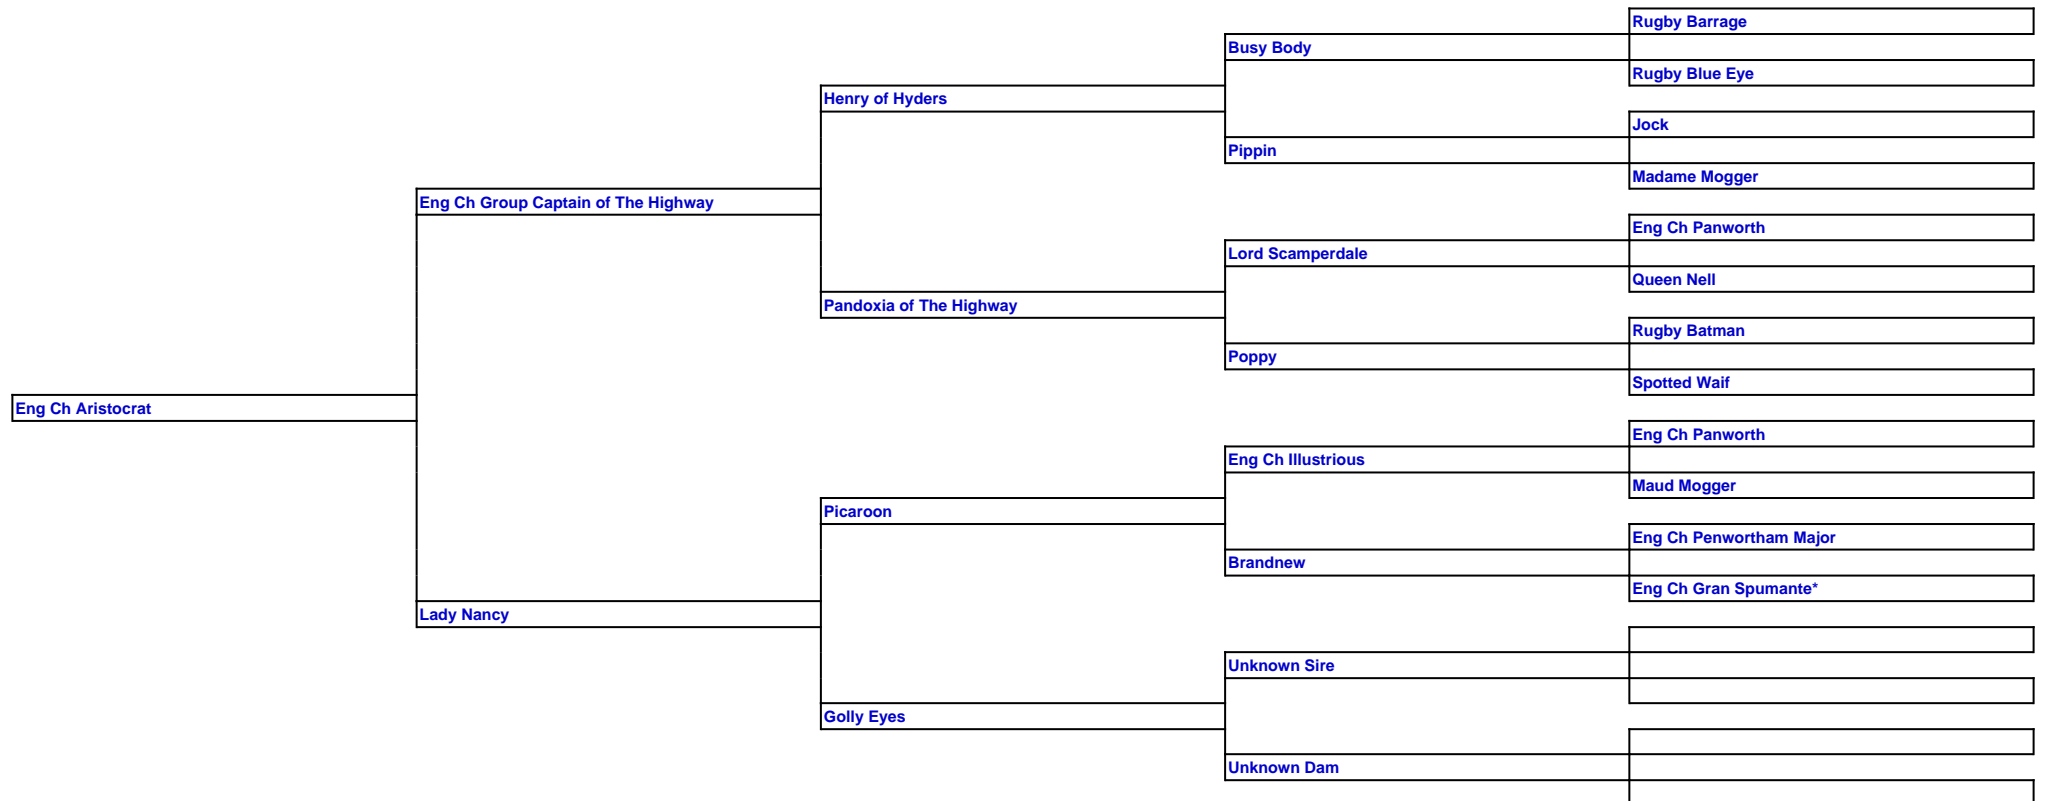 Rugby Barrage
Busy Body
Rugby Blue Eye
Henry of Hyders
Jock
Pippin
Madame Mogger
Eng Ch Group Captain of The Highway
Eng Ch Panworth
Lord Scamperdale
Queen Nell
Pandoxia of The Highway
Rugby Batman
Poppy
Spotted Waif
Eng Ch Aristocrat
Eng Ch Panworth
Eng Ch Illustrious
Maud Mogger
Picaroon
Eng Ch Penwortham Major
Brandnew
Eng Ch Gran Spumante*
Lady Nancy
Unknown Sire
Golly Eyes
Unknown Dam